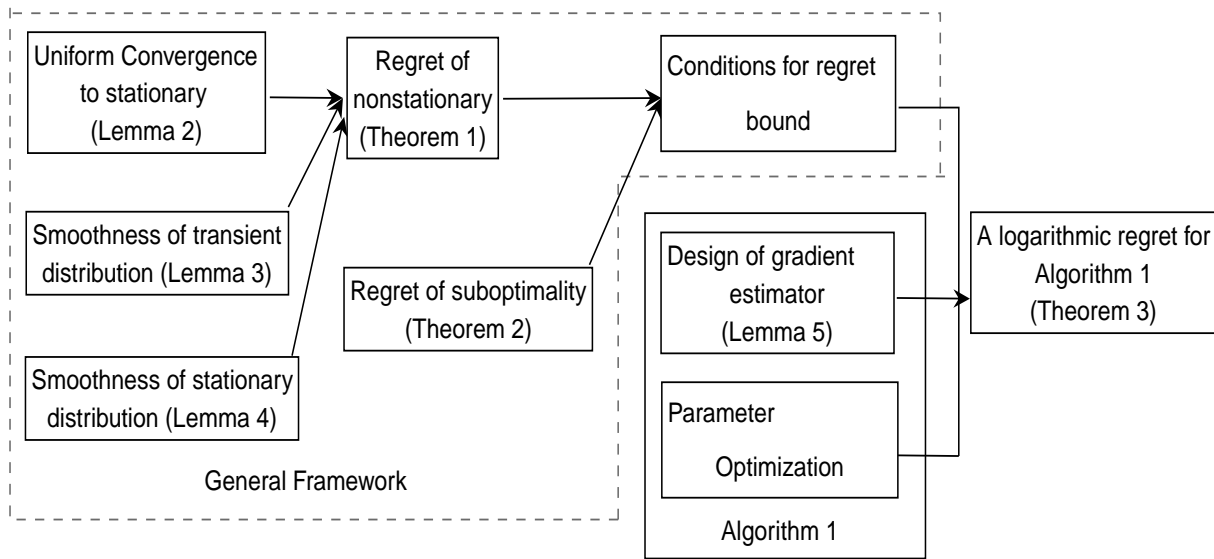 Uniform Convergence
to stationary
(Lemma 2)
Regret of
nonstationary
(Theorem 1)
Conditions for regret
bound
Smoothness of transient
distribution (Lemma 3)
Regret of suboptimality
(Theorem 2)
Design of gradient
estimator
(Lemma 5)
A logarithmic regret for
Algorithm 1
(Theorem 3)
Smoothness of stationary
distribution (Lemma 4)
Parameter
Optimization
General Framework
Algorithm 1